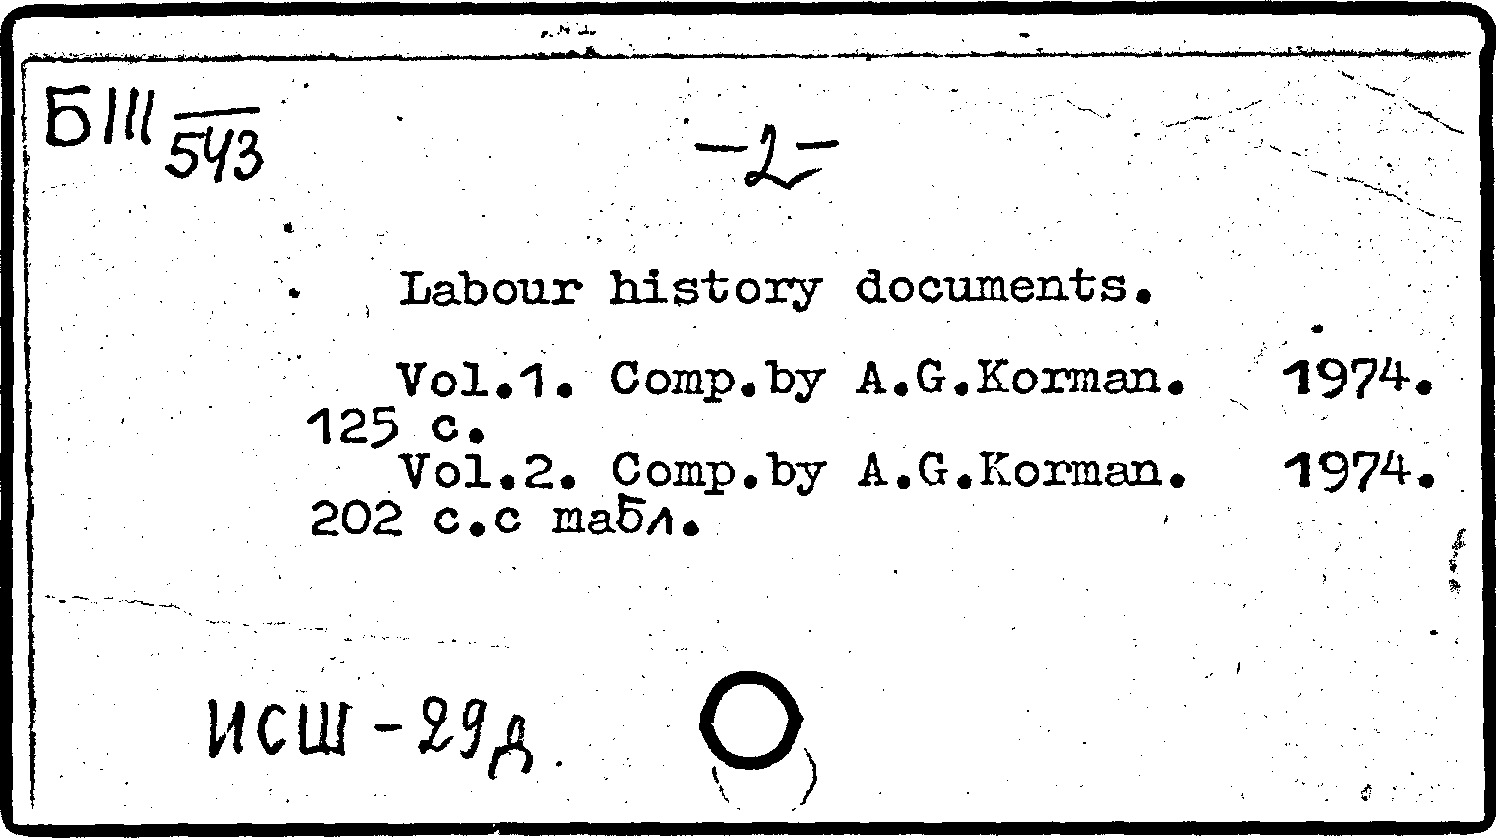 БIII 543
-2-
Labour history documents.
Vol.1. Comp.by A.G.Korman. 1974.
125 с.
Vol.2. Comp.by A.G.Korman. 1974.
202 с.с табл.
ИСШ-29д.